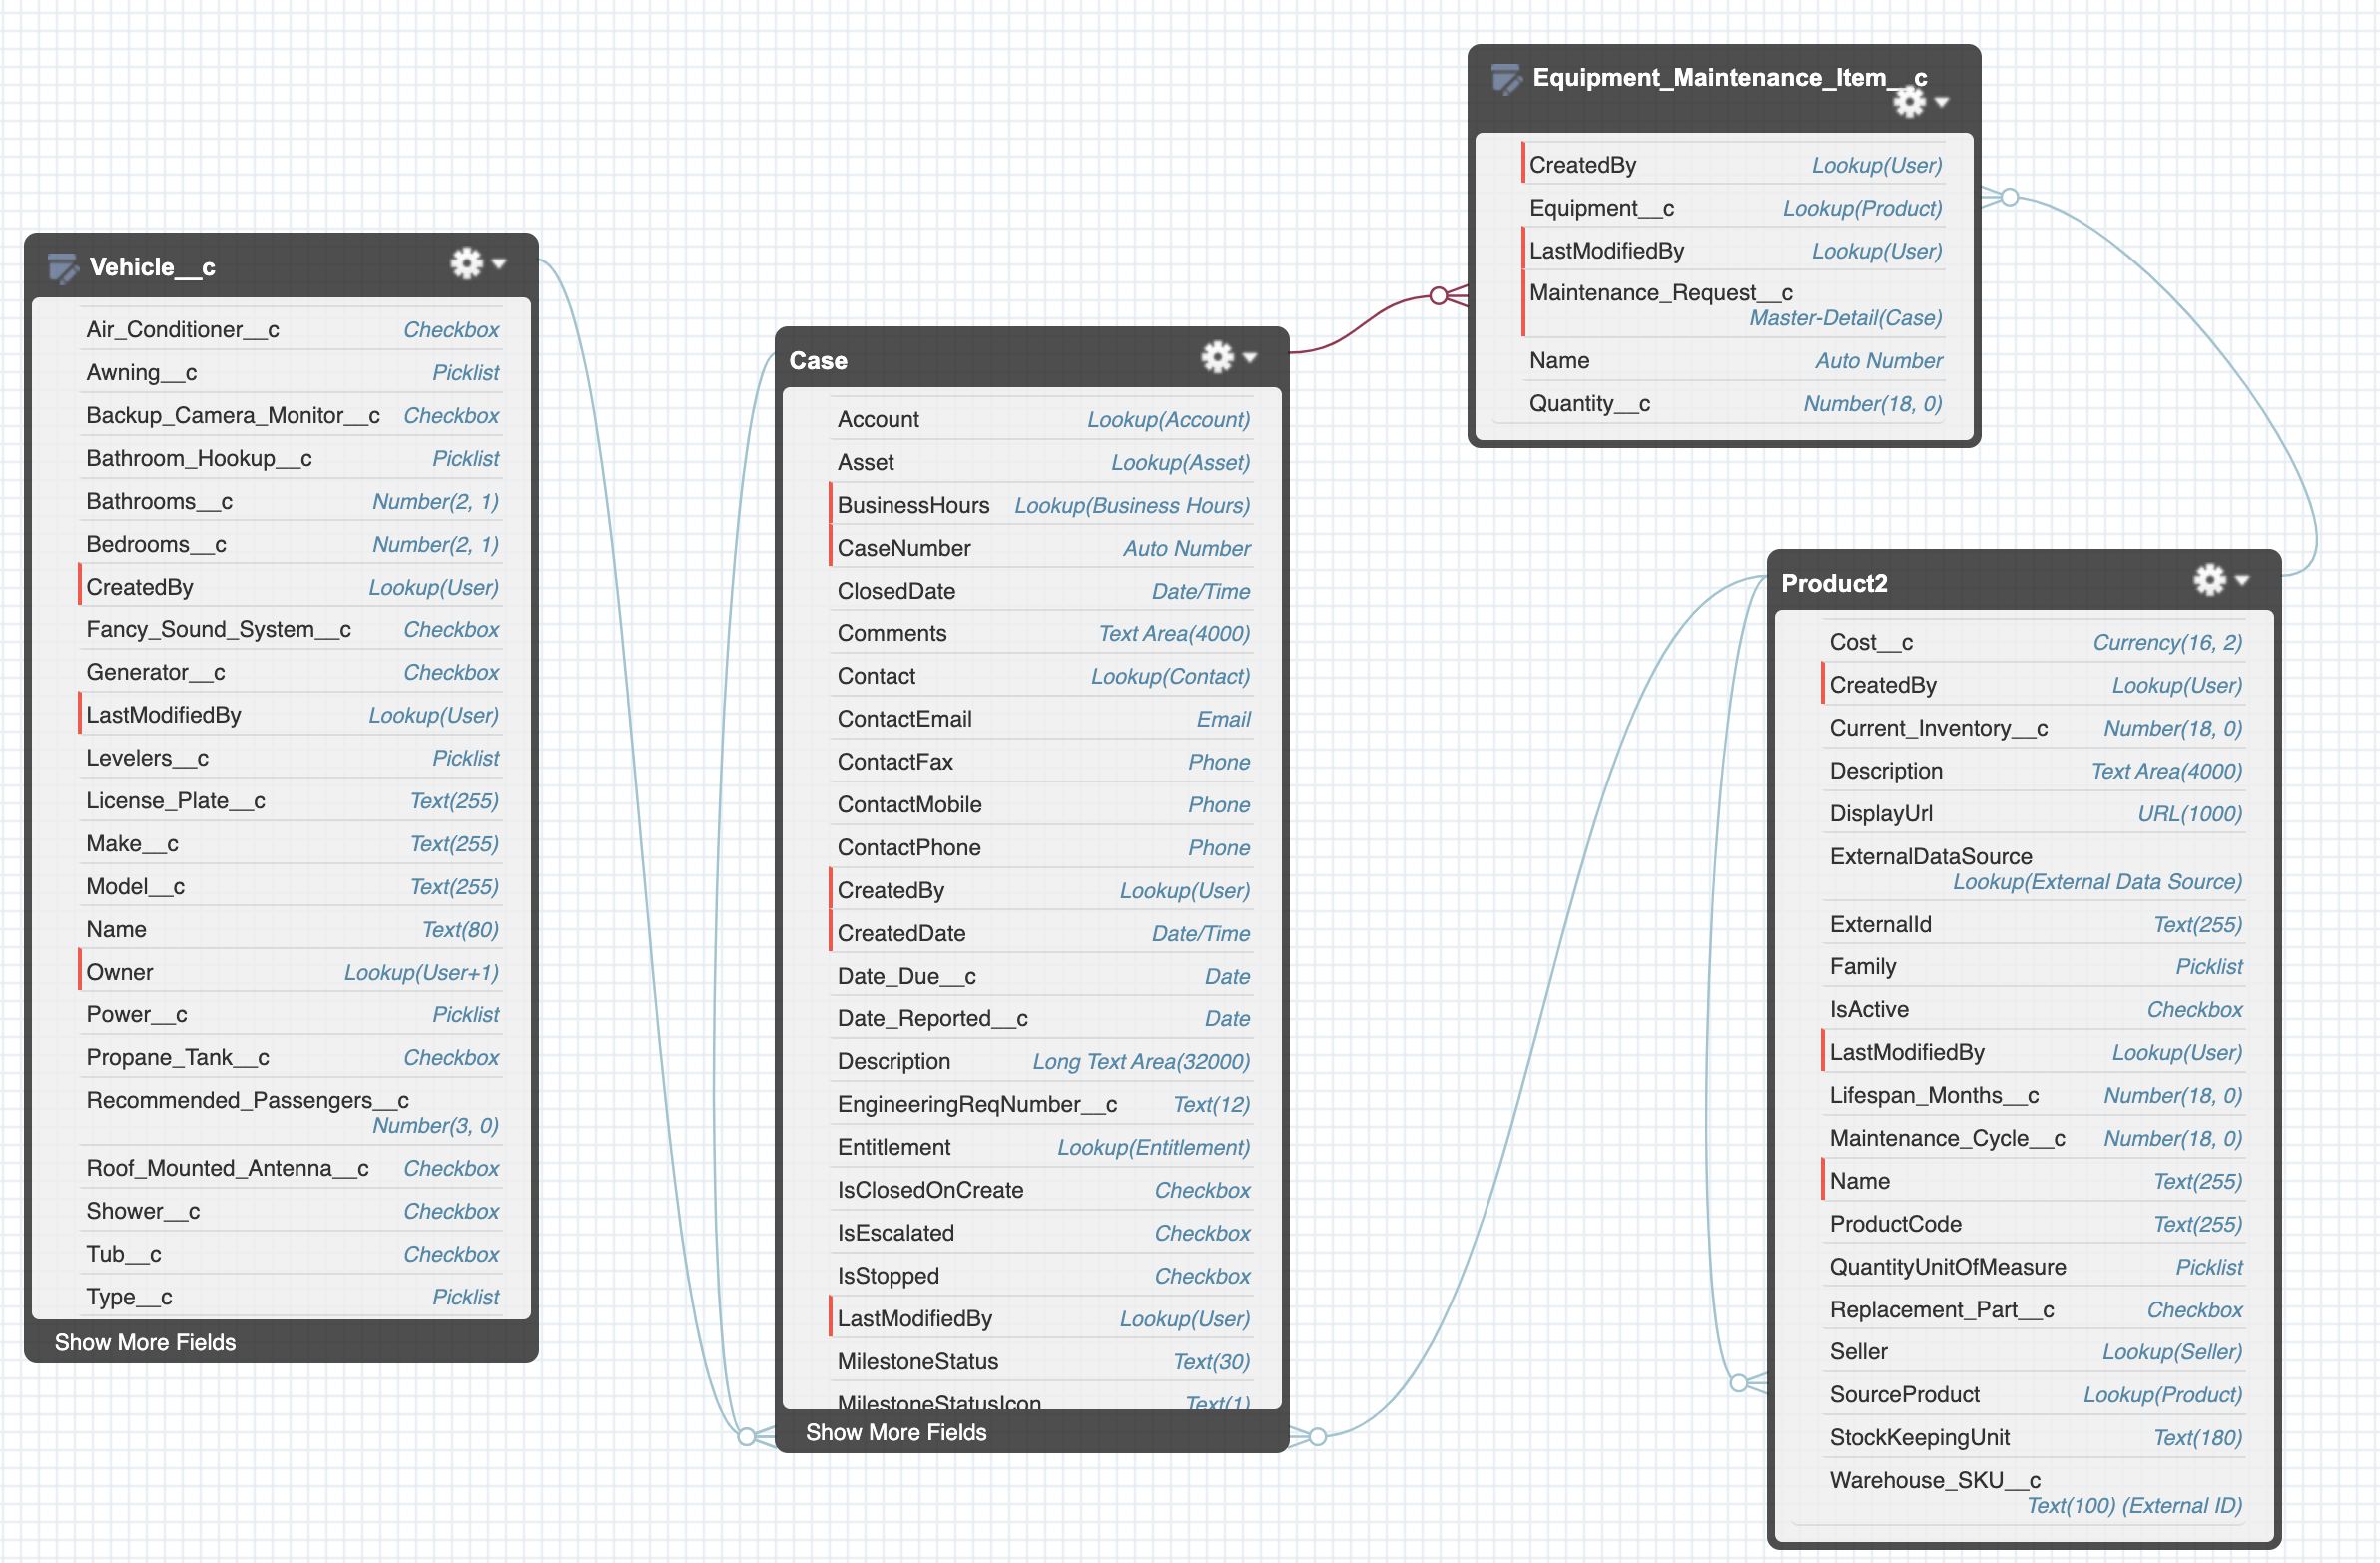 Vehicle__c
Air_Conditioner__c Checkbox
Awning__c Picklist
Backup_Camera_Monitor__c Checkbox
Bathroom_Hookup__c Picklist
Bathrooms__c Number(2, 1)
Bedrooms__c Number(2, 1)
CreatedBy Lookup(User)
Fancy_Sound_System__c Checkbox
Generator__c Checkbox
LastModifiedBy Lookup(User)
Levelers__c Picklist
License_Plate__c Text(255)
Make__c Text(255)
Model__c Text(255)
Name Text(80)
Owner Lookup(User+1)
Power__c Picklist
Propane_Tank__c Checkbox
Recommended_Passengers__c
Number(3, 0)
Roof_Mounted_Antenna__c Checkbox
Shower__c Checkbox
Tub__c Checkbox
Type__c Picklist
Show More Fields
Case
Account Lookup(Account)
Asset Lookup(Asset)
BusinessHours Lookup(Business Hours)
CaseNumber Auto Number
ClosedDate Date/Time
Comments Text Area(4000)
Contact Lookup(Contact)
ContactEmail Email
ContactFax Phone
ContactMobile Phone
ContactPhone Phone
CreatedBy Lookup(User)
CreatedDate Date/Time
Date_Due__c Date
Date_Reported__c Date
Description Long Text Area(32000)
EngineeringReqNumber__c Text(12)
Entitlement Lookup(Entitlement)
IsClosedOnCreate Checkbox
IsEscalated Checkbox
IsStopped Checkbox
LastModifiedBy Lookup(User)
MilestoneStatus Text(30)
MilestoneStatusIcon Text(1)
Show More Fields
Equipment_Maintenance_Item__c
CreatedBy Lookup(User)
Equipment__c Lookup(Product)
LastModifiedBy Lookup(User)
Maintenance_Request__c
Master-Detail(Case)
Name Auto Number
Quantity__c Number(18, 0)
Product2
Cost__c Currency(16, 2)
CreatedBy Lookup(User)
Current_Inventory__c Number(18, 0)
Description Text Area(4000)
DisplayUrl URL(1000)
ExternalDataSource
Lookup(External Data Source)
ExternalId Text(255)
Family Picklist
IsActive Checkbox
LastModifiedBy Lookup(User)
Lifespan_Months__c Number(18, 0)
Maintenance_Cycle__c Number(18, 0)
Name Text(255)
ProductCode Text(255)
QuantityUnitOfMeasure Picklist
Replacement_Part__c Checkbox
Seller Lookup(Seller)
SourceProduct Lookup(Product)
StockKeepingUnit Text(180)
Warehouse_SKU__c
Text(100) (External ID)